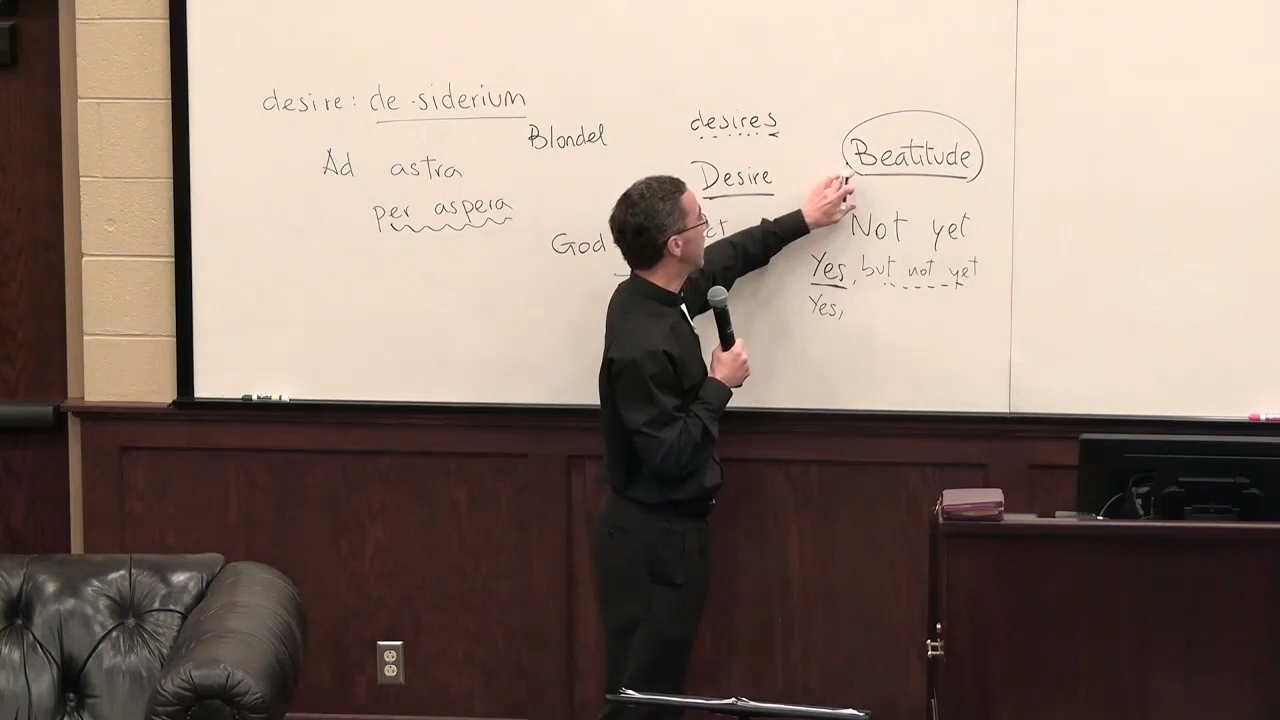 desire: de-siderium
Ad astra
per aspera
Blondel
desires
Desire
God
Beatitude
Not yet
Yes, but not yet
Yes,